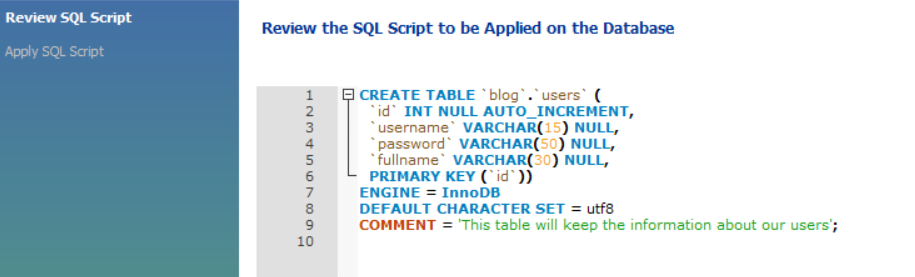 Review SQL Script
Apply SQL Script
Review the SQL Script to be Applied on the Database
1 CREATE TABLE `blog`.`users` (
2 `id` INT NULL AUTO_INCREMENT,
3 `username` VARCHAR(15) NULL,
4 `password` VARCHAR(50) NULL,
5 `fullname` VARCHAR(30) NULL,
6 PRIMARY KEY (`id`))
7 ENGINE = InnoDB
8 DEFAULT CHARACTER SET = utf8
9 COMMENT = 'This table will keep the information about our users';
10